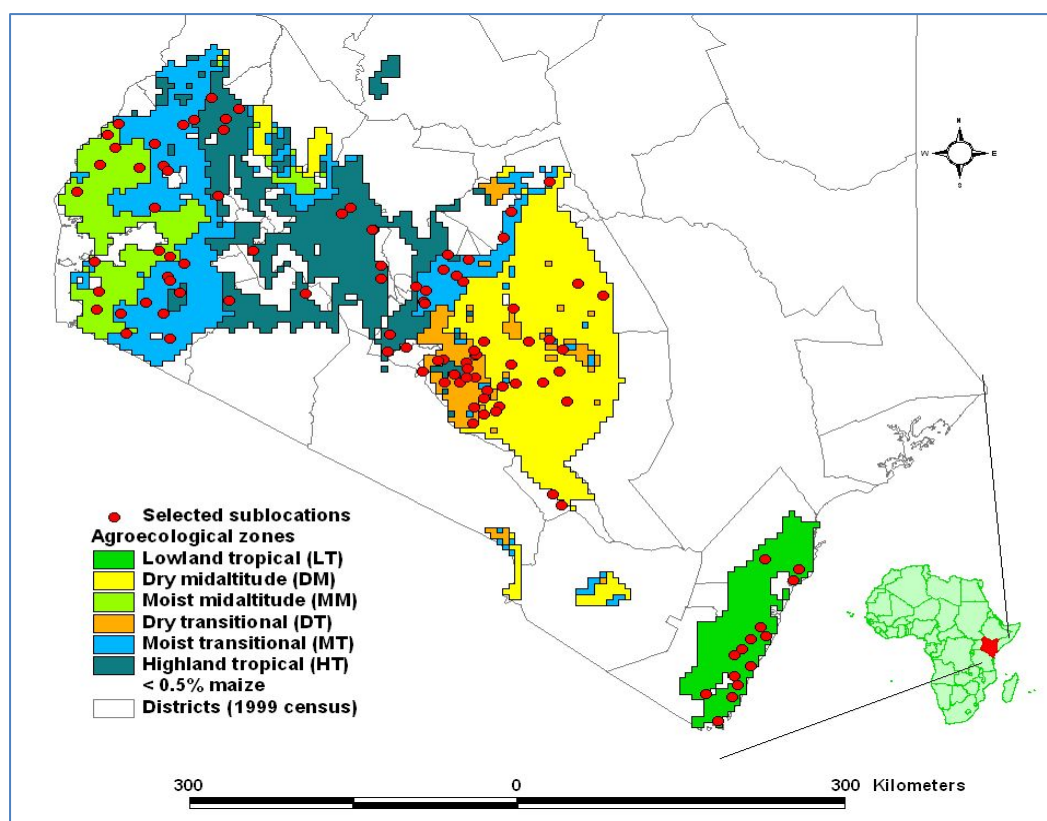 N
W E
S
Selected sublocations
Agroecological zones
Lowland tropical (LT)
Dry midaltitude (DM)
Moist midaltitude (MM)
Dry transitional (DT)
Moist transitional (MT)
Highland tropical (HT)
< 0.5% maize
Districts (1999 census)
300 0 300 Kilometers